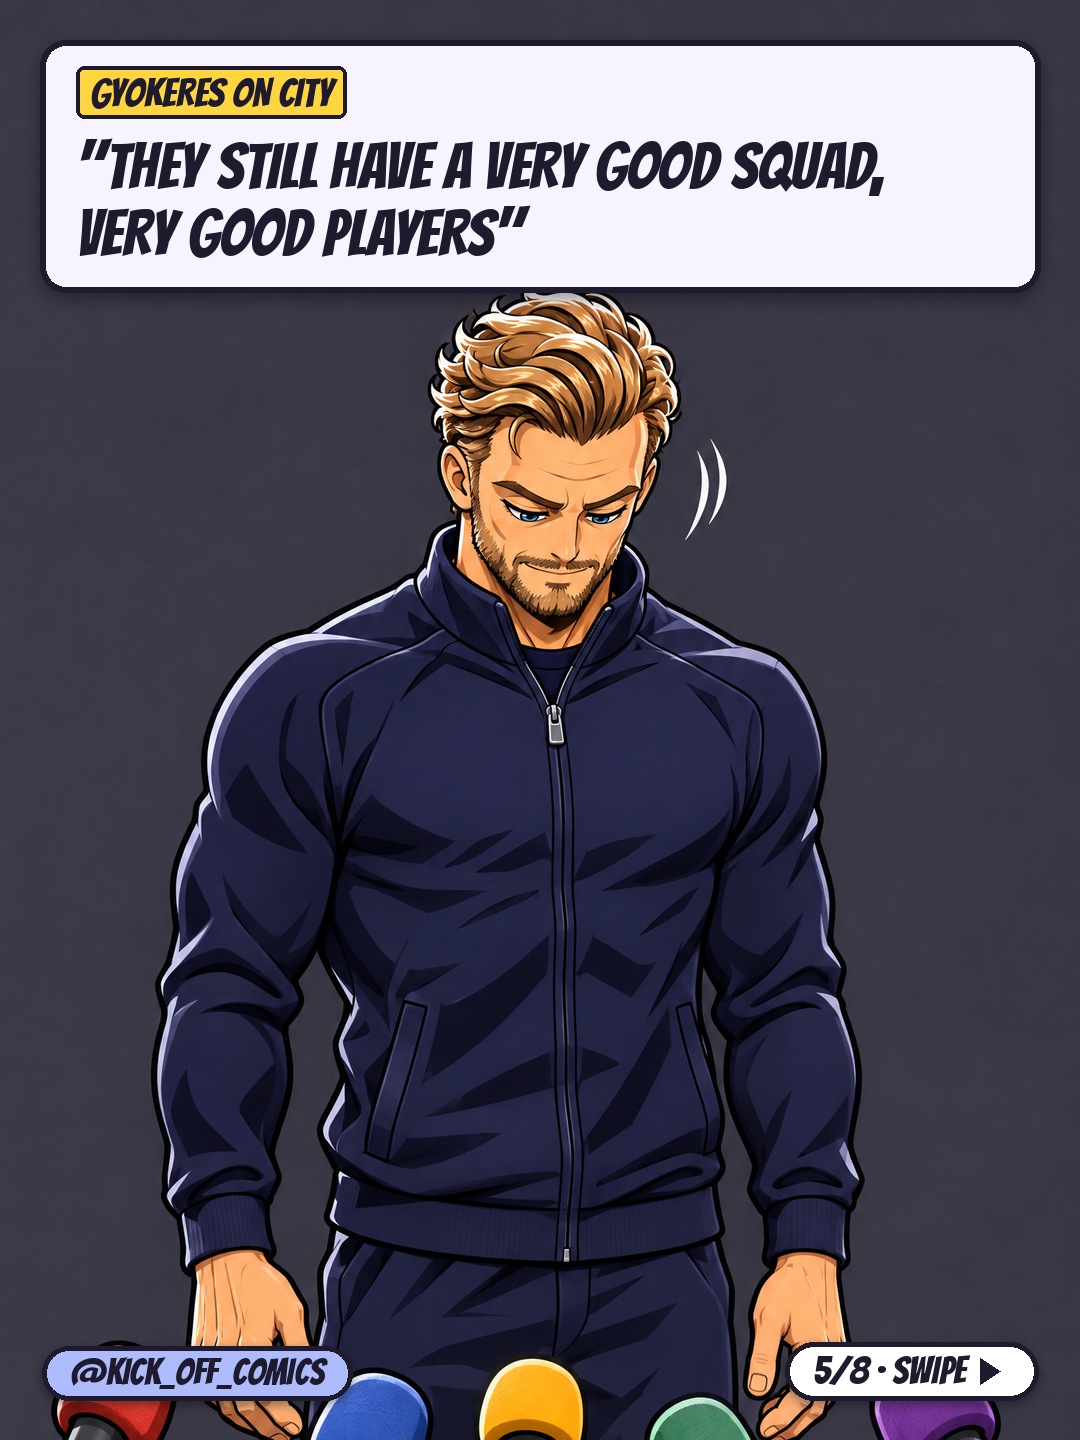 GYOKERES ON CITY
"THEY STILL HAVE A VERY GOOD SQUAD,
VERY GOOD PLAYERS"
@KICK_OFF_COMICS
5/8 • SWIPE ▶